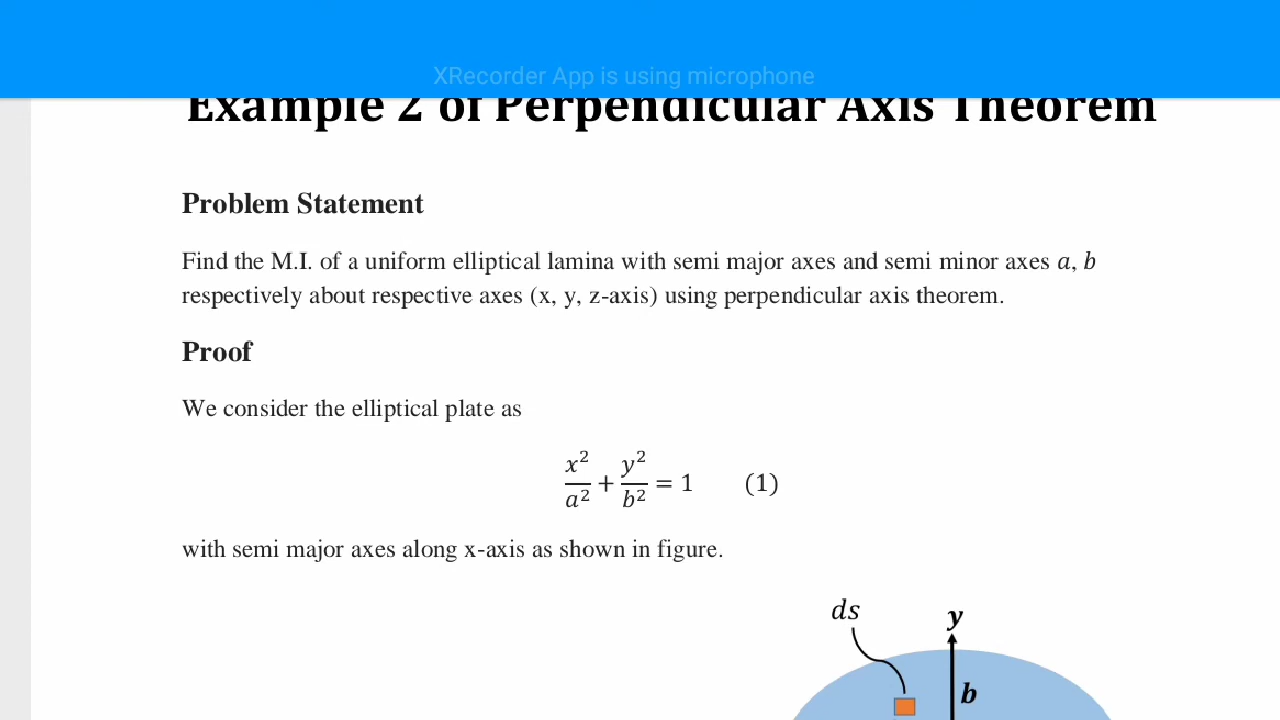 XRecorder App is using microphone
Example 2 of Perpendicular Axis Theorem
Problem Statement
Find the M.I. of a uniform elliptical lamina with semi major axes and semi minor axes a, b
respectively about respective axes (x, y, z-axis) using perpendicular axis theorem.
Proof
We consider the elliptical plate as
x²/a² + y²/b² = 1 (1)
with semi major axes along x-axis as shown in figure.
ds
y
b